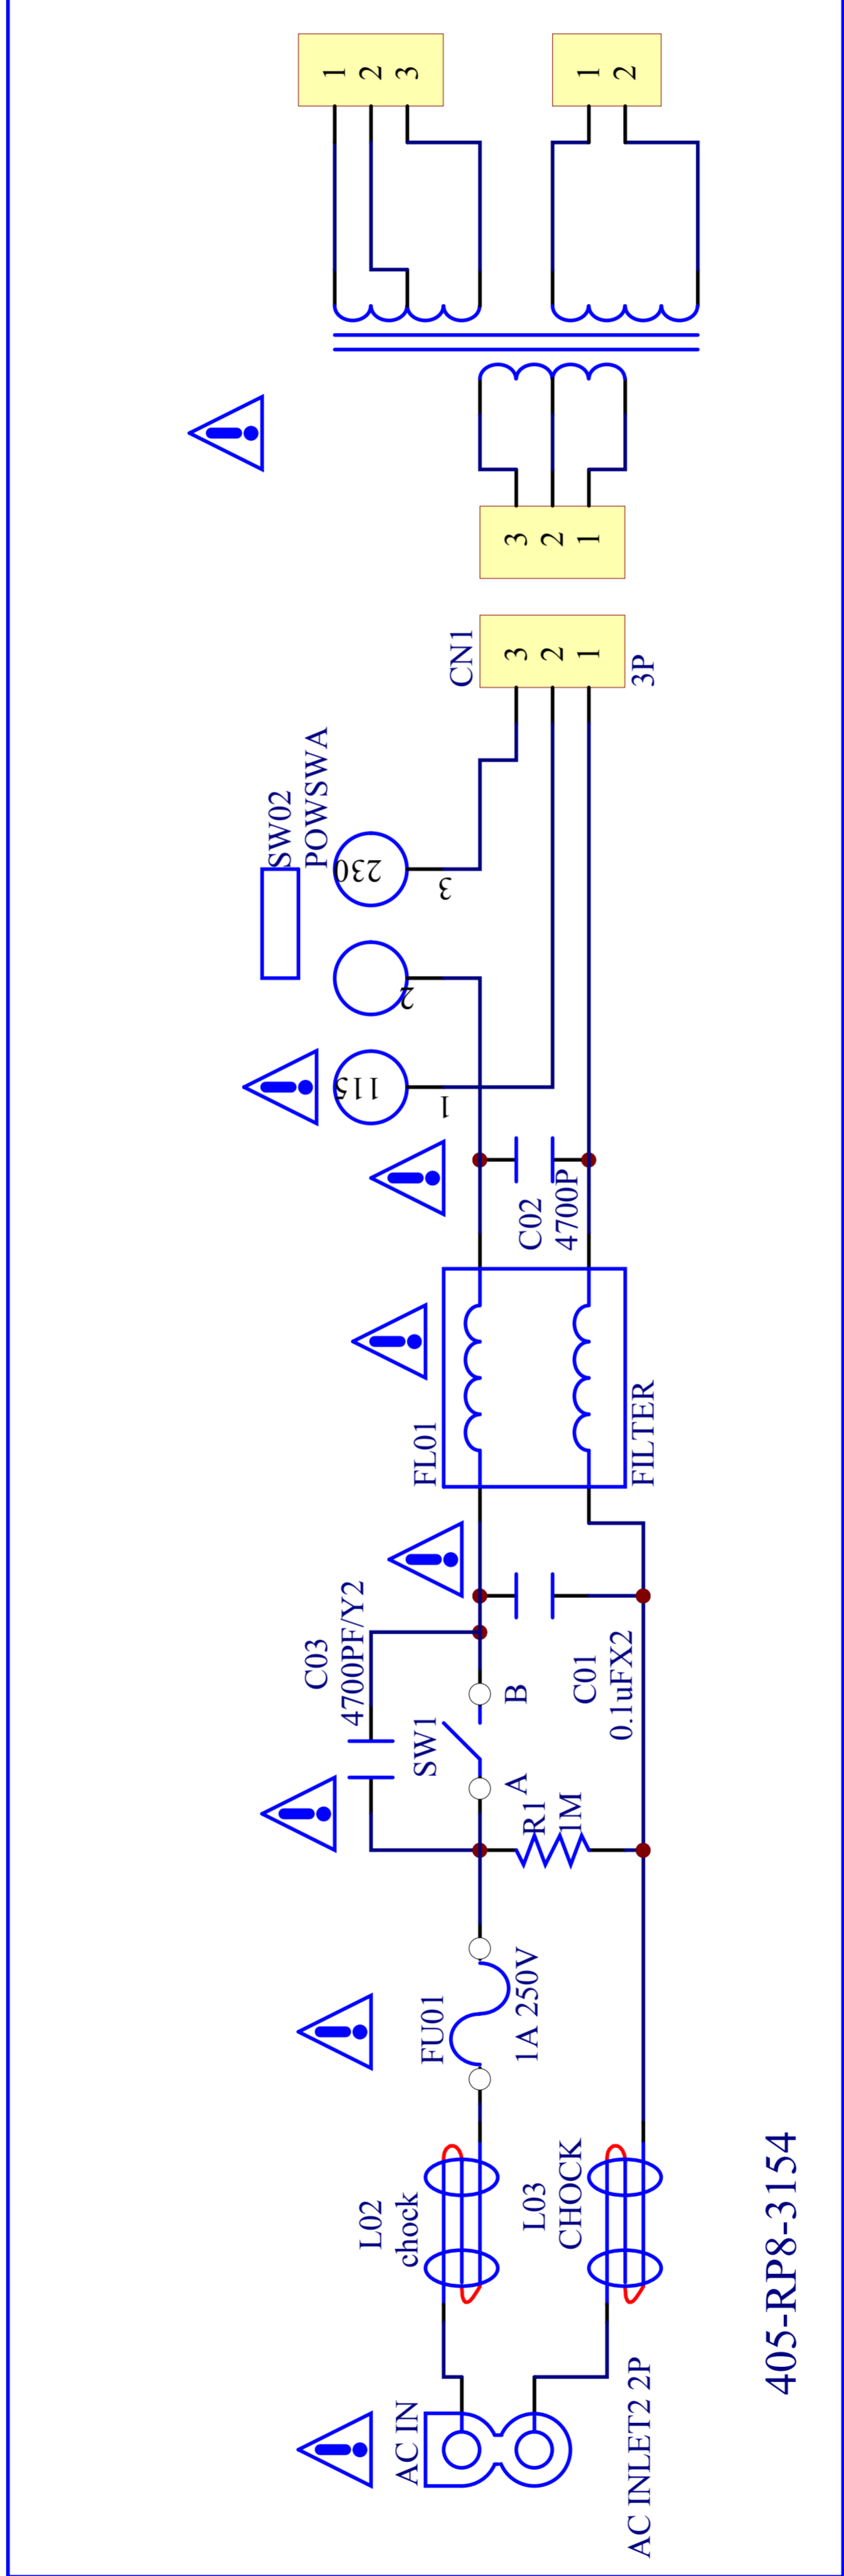 AC IN
AC INLET2 2P
L02
chock
L03
CHOCK
FU01
1A 250V
C03
4700PF/Y2
SW1
A
B
R1
1M
C01
0.1uFX2
FL01
FILTER
C02
4700P
115
1
2
230
3
SW02
POWSWA
CN1
3
2
1
3P
3
2
1
1
2
3
1
2
405-RP8-3154